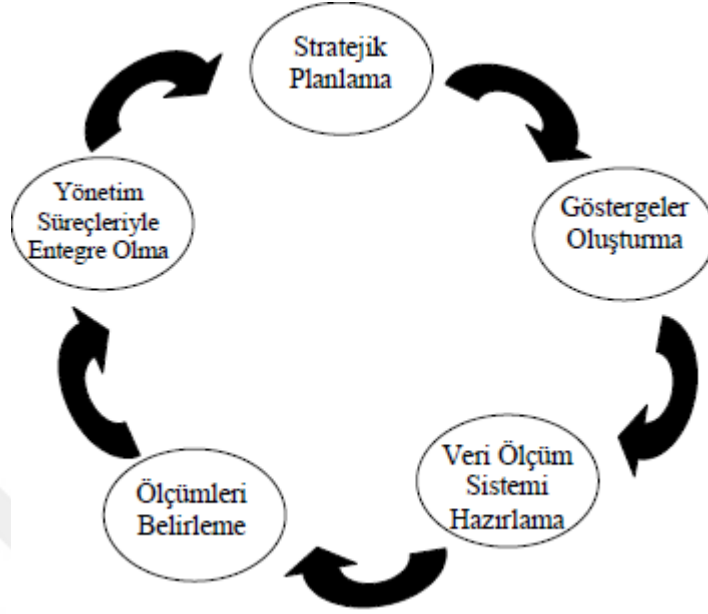 Stratejik
Planlama
Göstergeler
Oluşturma
Veri Ölçüm
Sistemi
Hazırlama
Ölçümleri
Belirleme
Yönetim
Süreçleriyle
Entegre Olma